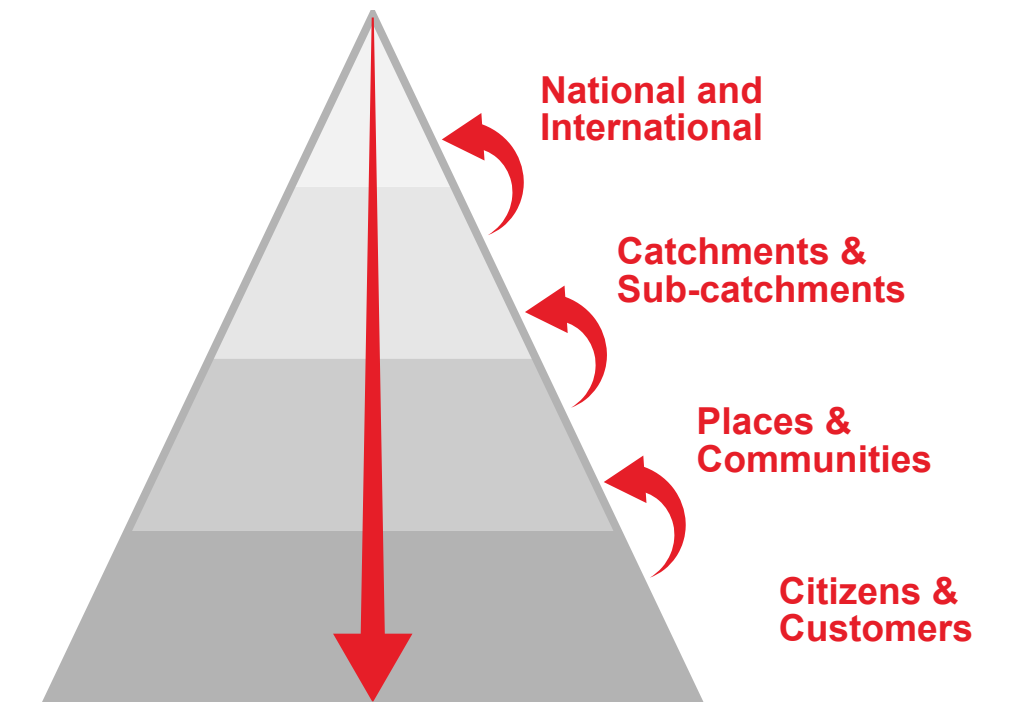 National and
International
Catchments &
Sub-catchments
Places &
Communities
Citizens &
Customers